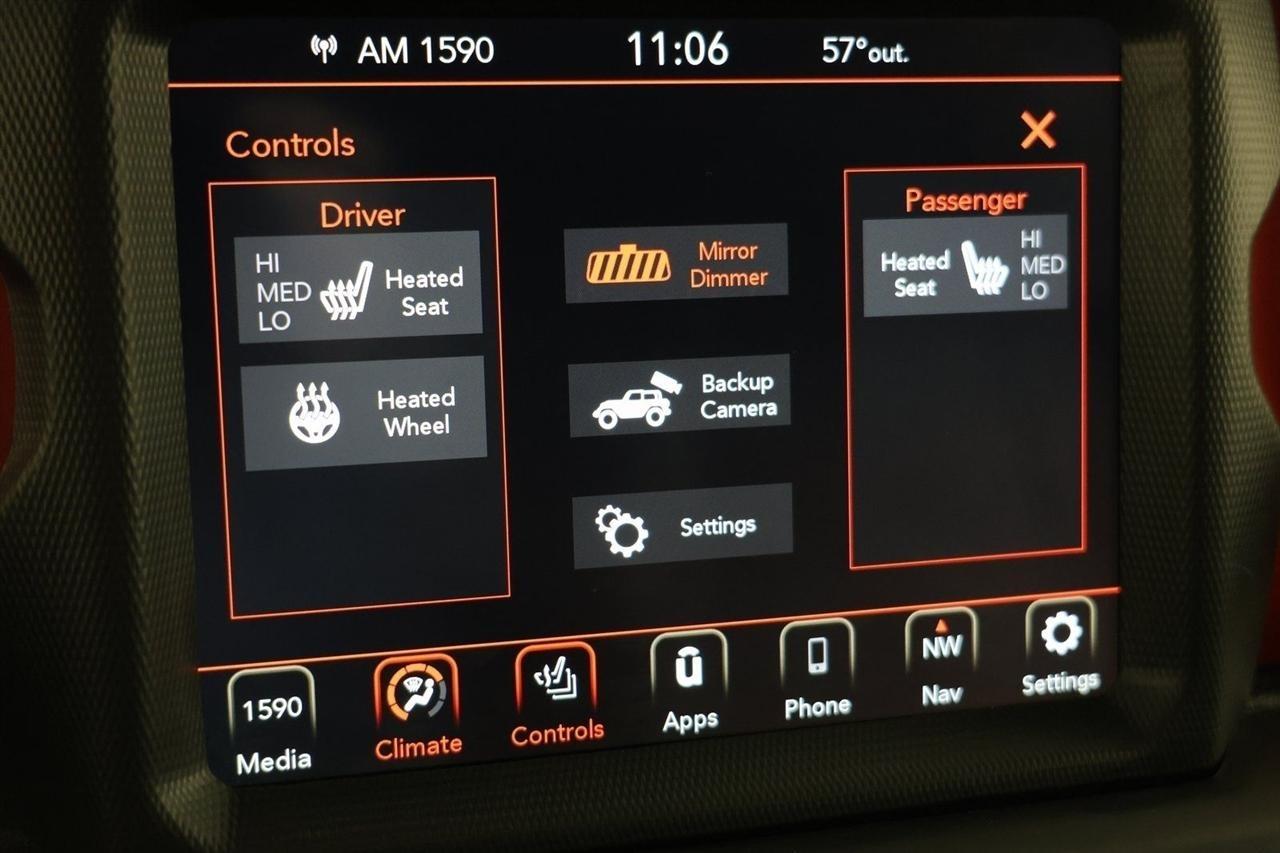 AM 1590 11:06 57° out.
Controls
Driver
HI
MED
LO
Heated
Seat
Heated
Wheel
Mirror
Dimmer
Backup
Camera
Settings
Passenger
Heated
Seat
HI
MED
LO
1590
Media
Climate
Controls
Apps
Phone
NW
Nav
Settings